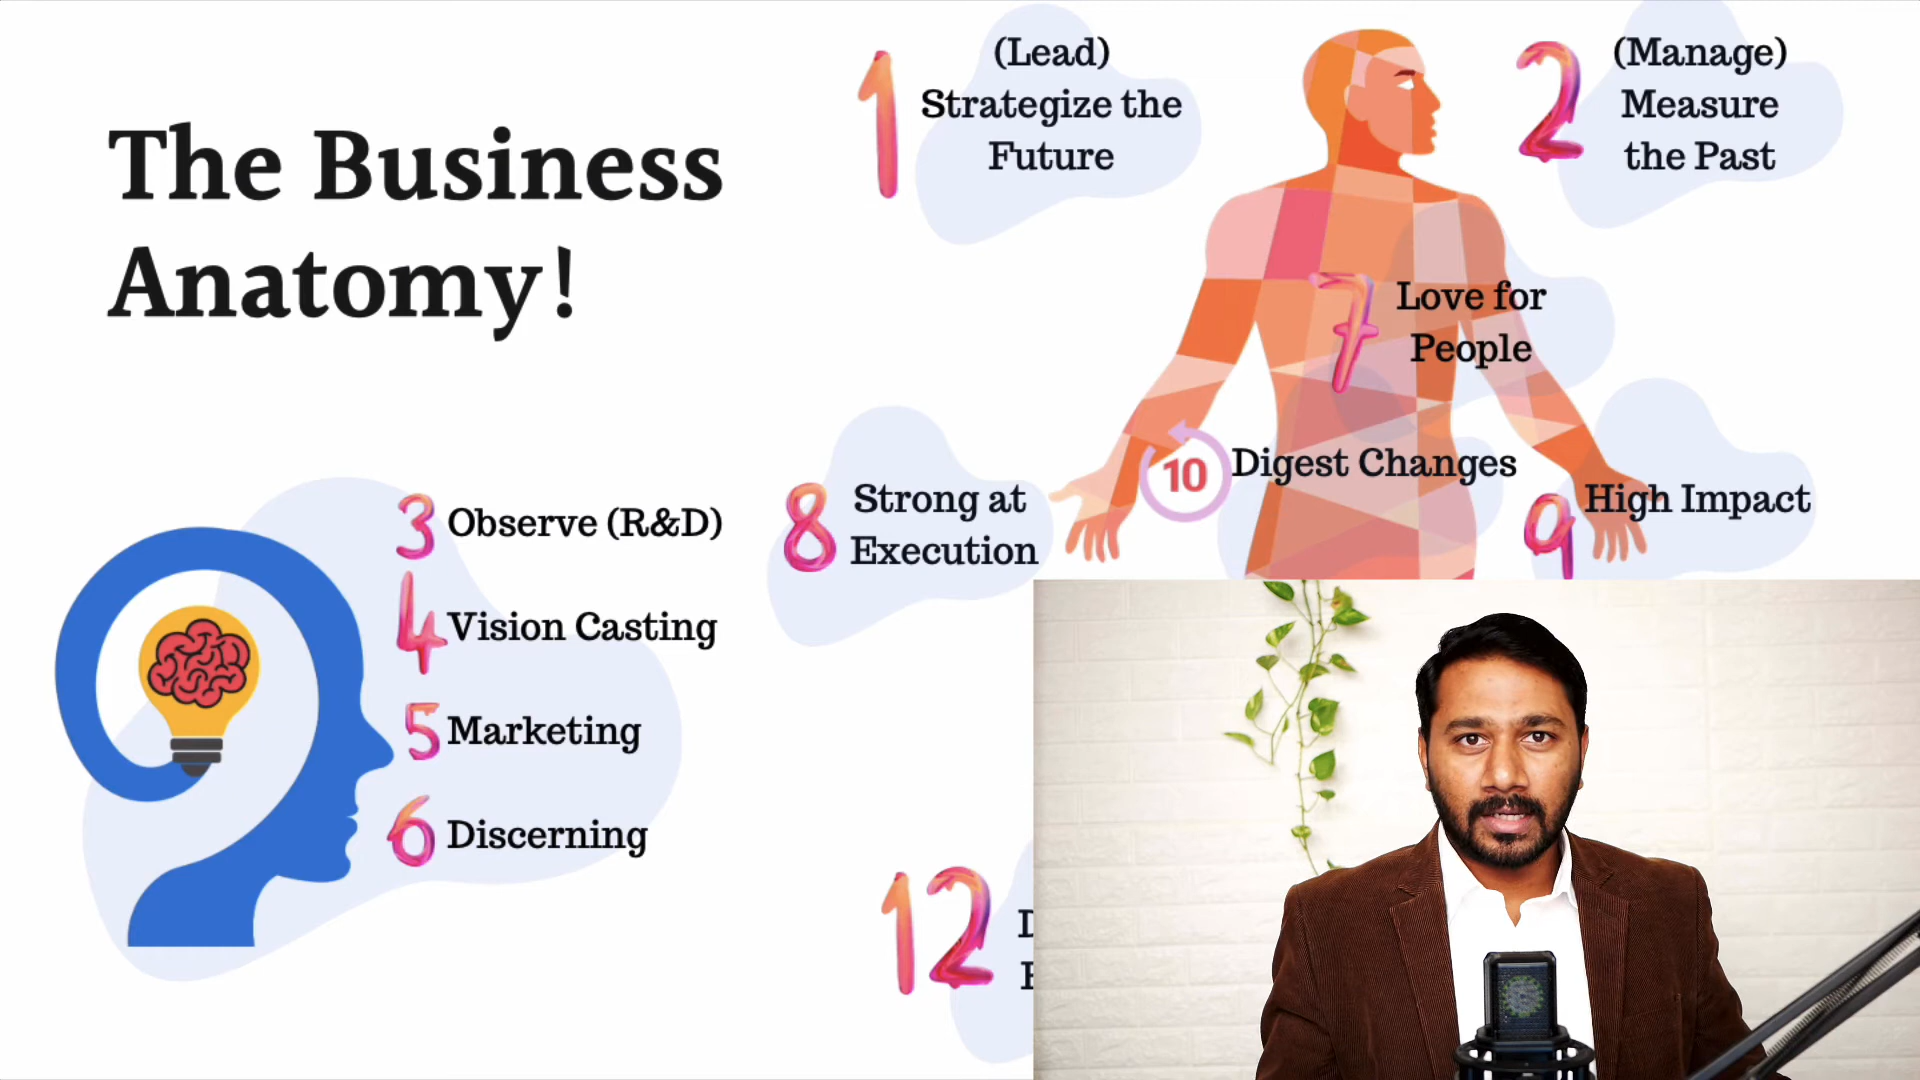 The Business
Anatomy!
1
(Lead)
Strategize the
Future
2
(Manage)
Measure
the Past
7
Love for
People
10
Digest Changes
3
Observe (R&D)
4
Vision Casting
5
Marketing
6
Discerning
8
Strong at
Execution
9
High Impact
12